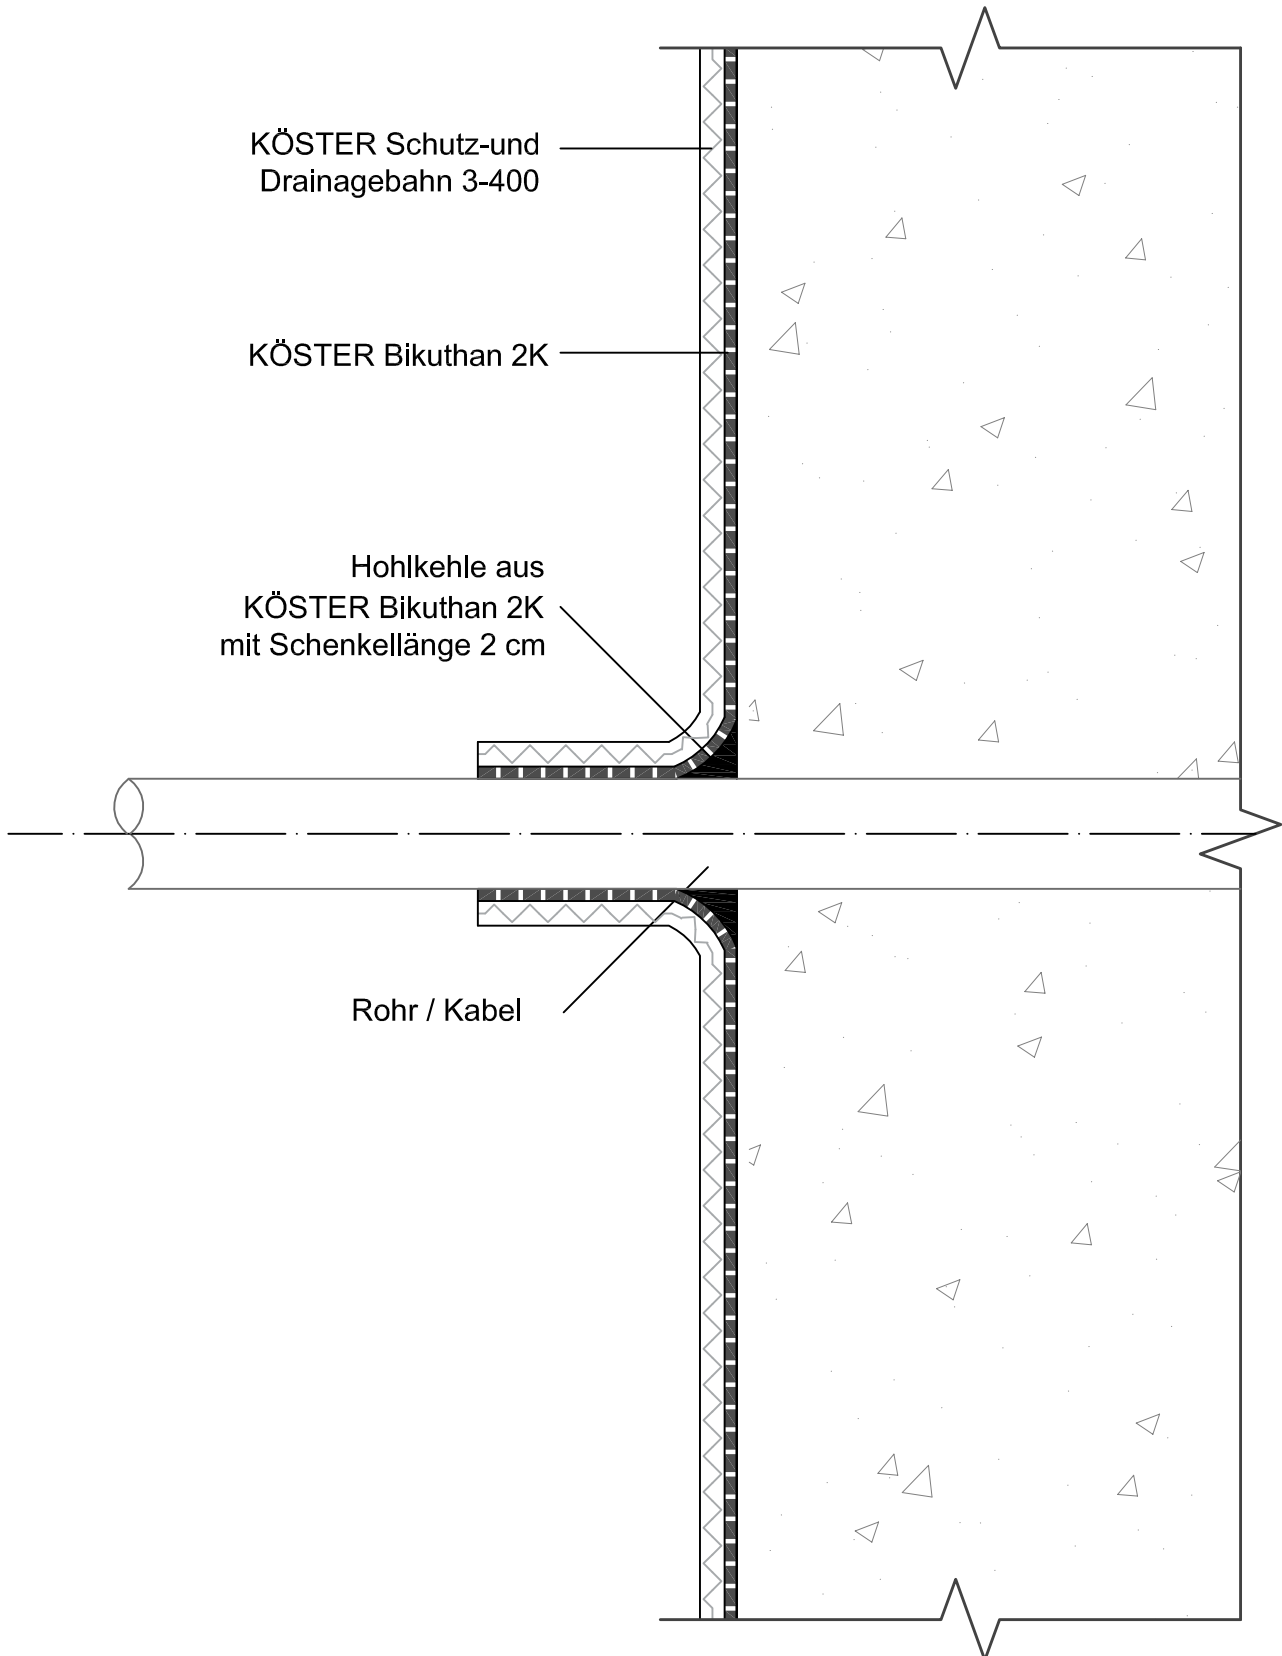 KÖSTER Schutz-und
Drainagebahn 3-400
KÖSTER Bikuthan 2K
Hohlkehle aus
KÖSTER Bikuthan 2K
mit Schenkellänge 2 cm
Rohr / Kabel